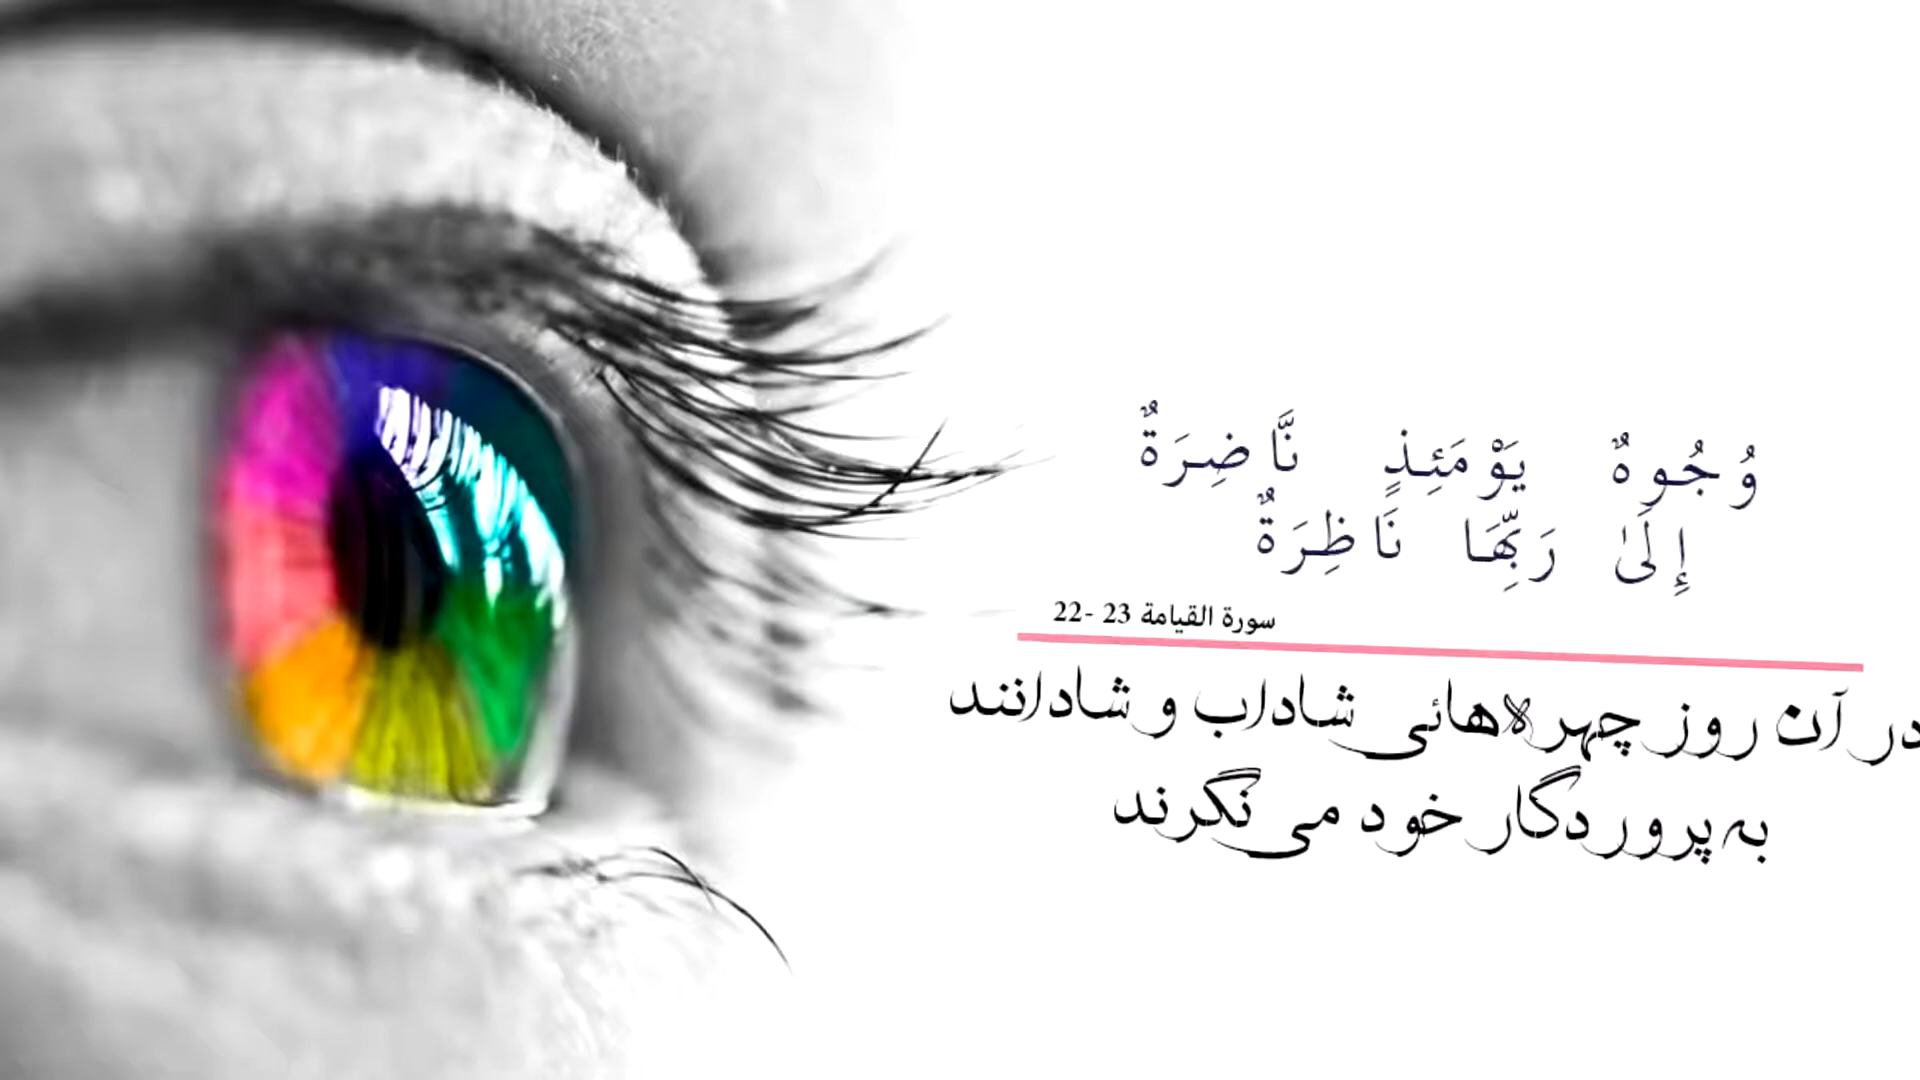 وُجُوهٌ يَوْمَئِذٍ نَّاضِرَةٌ
إِلَىٰ رَبِّهَا نَاظِرَةٌ
سورة القيامة 23 -22
در آن روز چهره‌هائی شاداب و شادانند
به پروردگار خود می‌نگرند